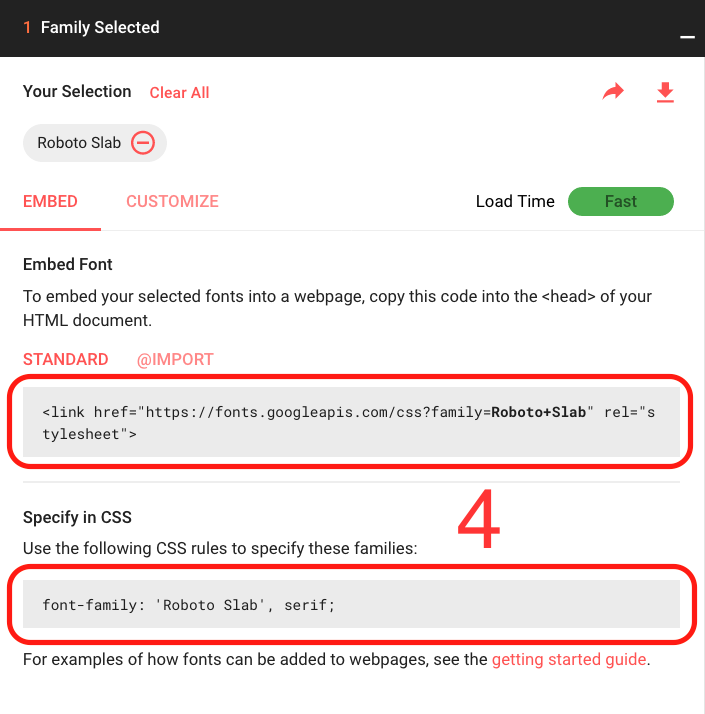 1 Family Selected
Your Selection Clear All
Roboto Slab
EMBED CUSTOMIZE Load Time Fast
Embed Font
To embed your selected fonts into a webpage, copy this code into the <head> of your
HTML document.
STANDARD @IMPORT
<link href="https://fonts.googleapis.com/css?family=Roboto+Slab" rel="s
tylesheet">
4
Specify in CSS
Use the following CSS rules to specify these families:
font-family: 'Roboto Slab', serif;
For examples of how fonts can be added to webpages, see the getting started guide.